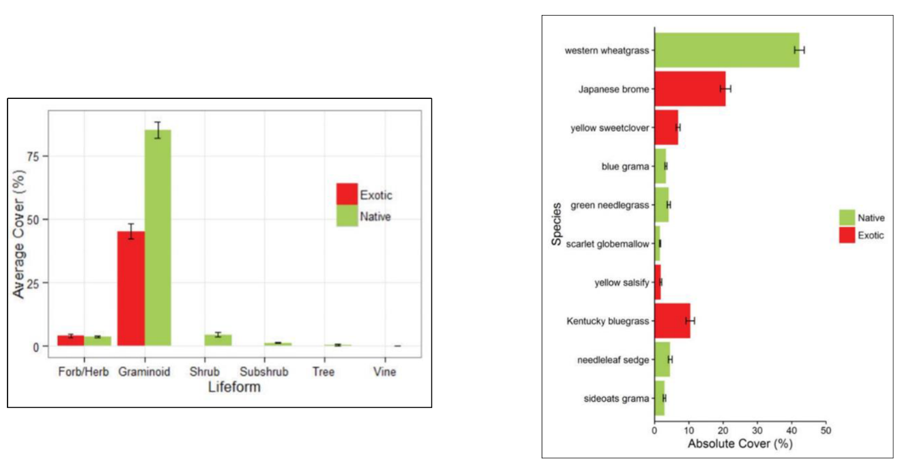 Average Cover (%)
75
50
25
0
Exotic
Native
Forb/Herb Graminoid Shrub Subshrub Tree Vine
Lifeform
Species
western wheatgrass
Japanese brome
yellow sweetclover
blue grama
green needlegrass
scarlet globemallow
yellow salsify
Kentucky bluegrass
needleleaf sedge
sideoats grama
Native
Exotic
0 10 20 30 40 50
Absolute Cover (%)